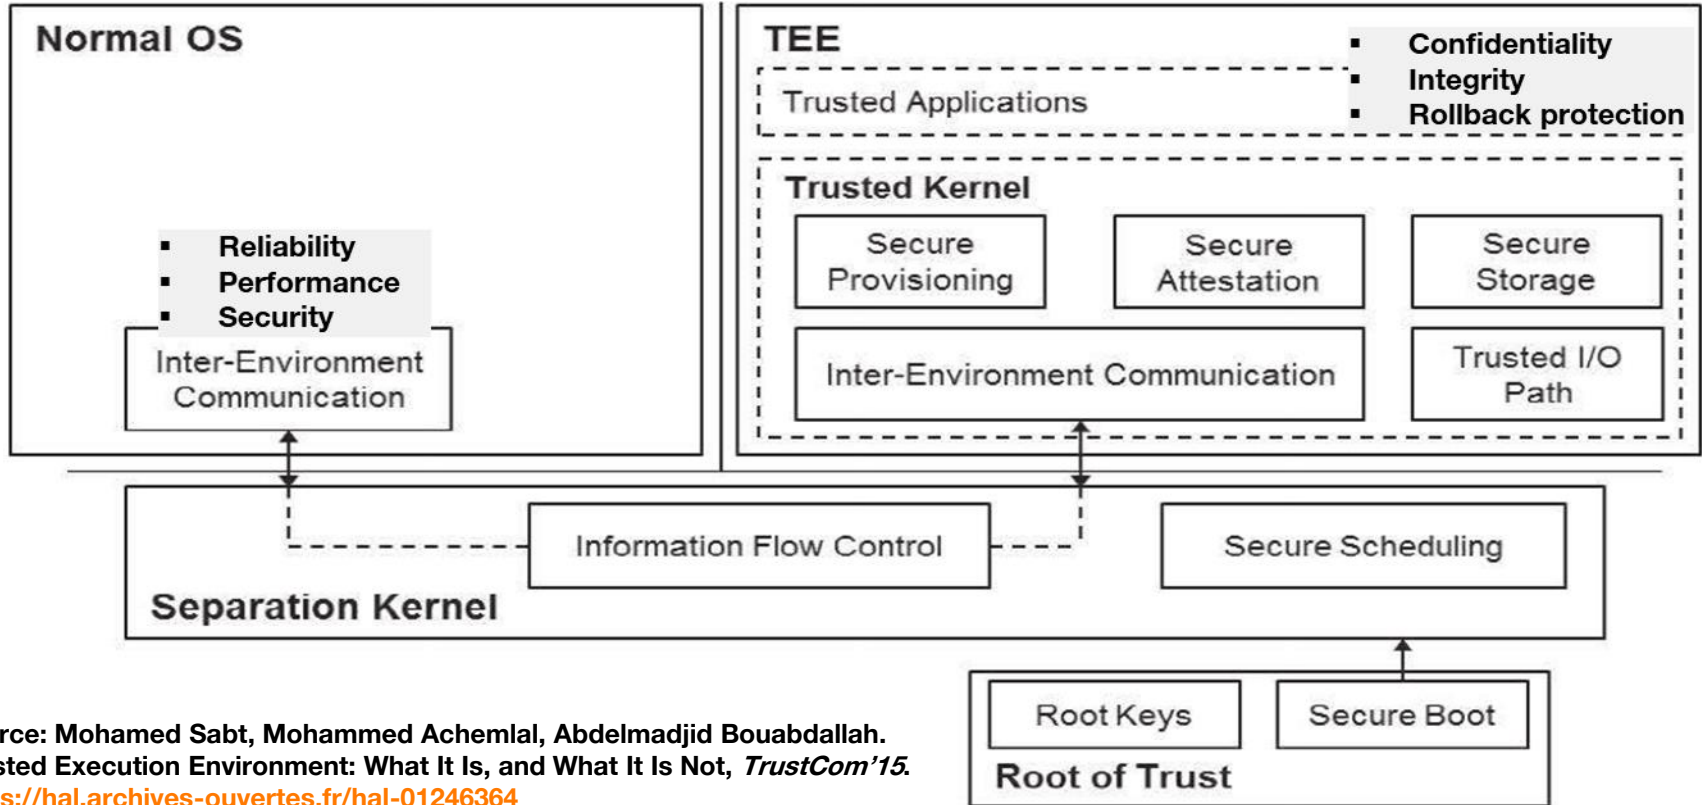 Normal OS
▪ Reliability
▪ Performance
▪ Security
Inter-Environment
Communication
TEE
▪ Confidentiality
▪ Integrity
▪ Rollback protection
Trusted Applications
Trusted Kernel
Secure
Provisioning
Secure
Attestation
Secure
Storage
Inter-Environment Communication
Trusted I/O
Path
Information Flow Control
Secure Scheduling
Separation Kernel
Root Keys
Secure Boot
Root of Trust
rce: Mohamed Sabt, Mohammed Achemlal, Abdelmadjid Bouabdallah.
sted Execution Environment: What It Is, and What It Is Not, TrustCom'15.
s://hal.archives-ouvertes.fr/hal-01246364